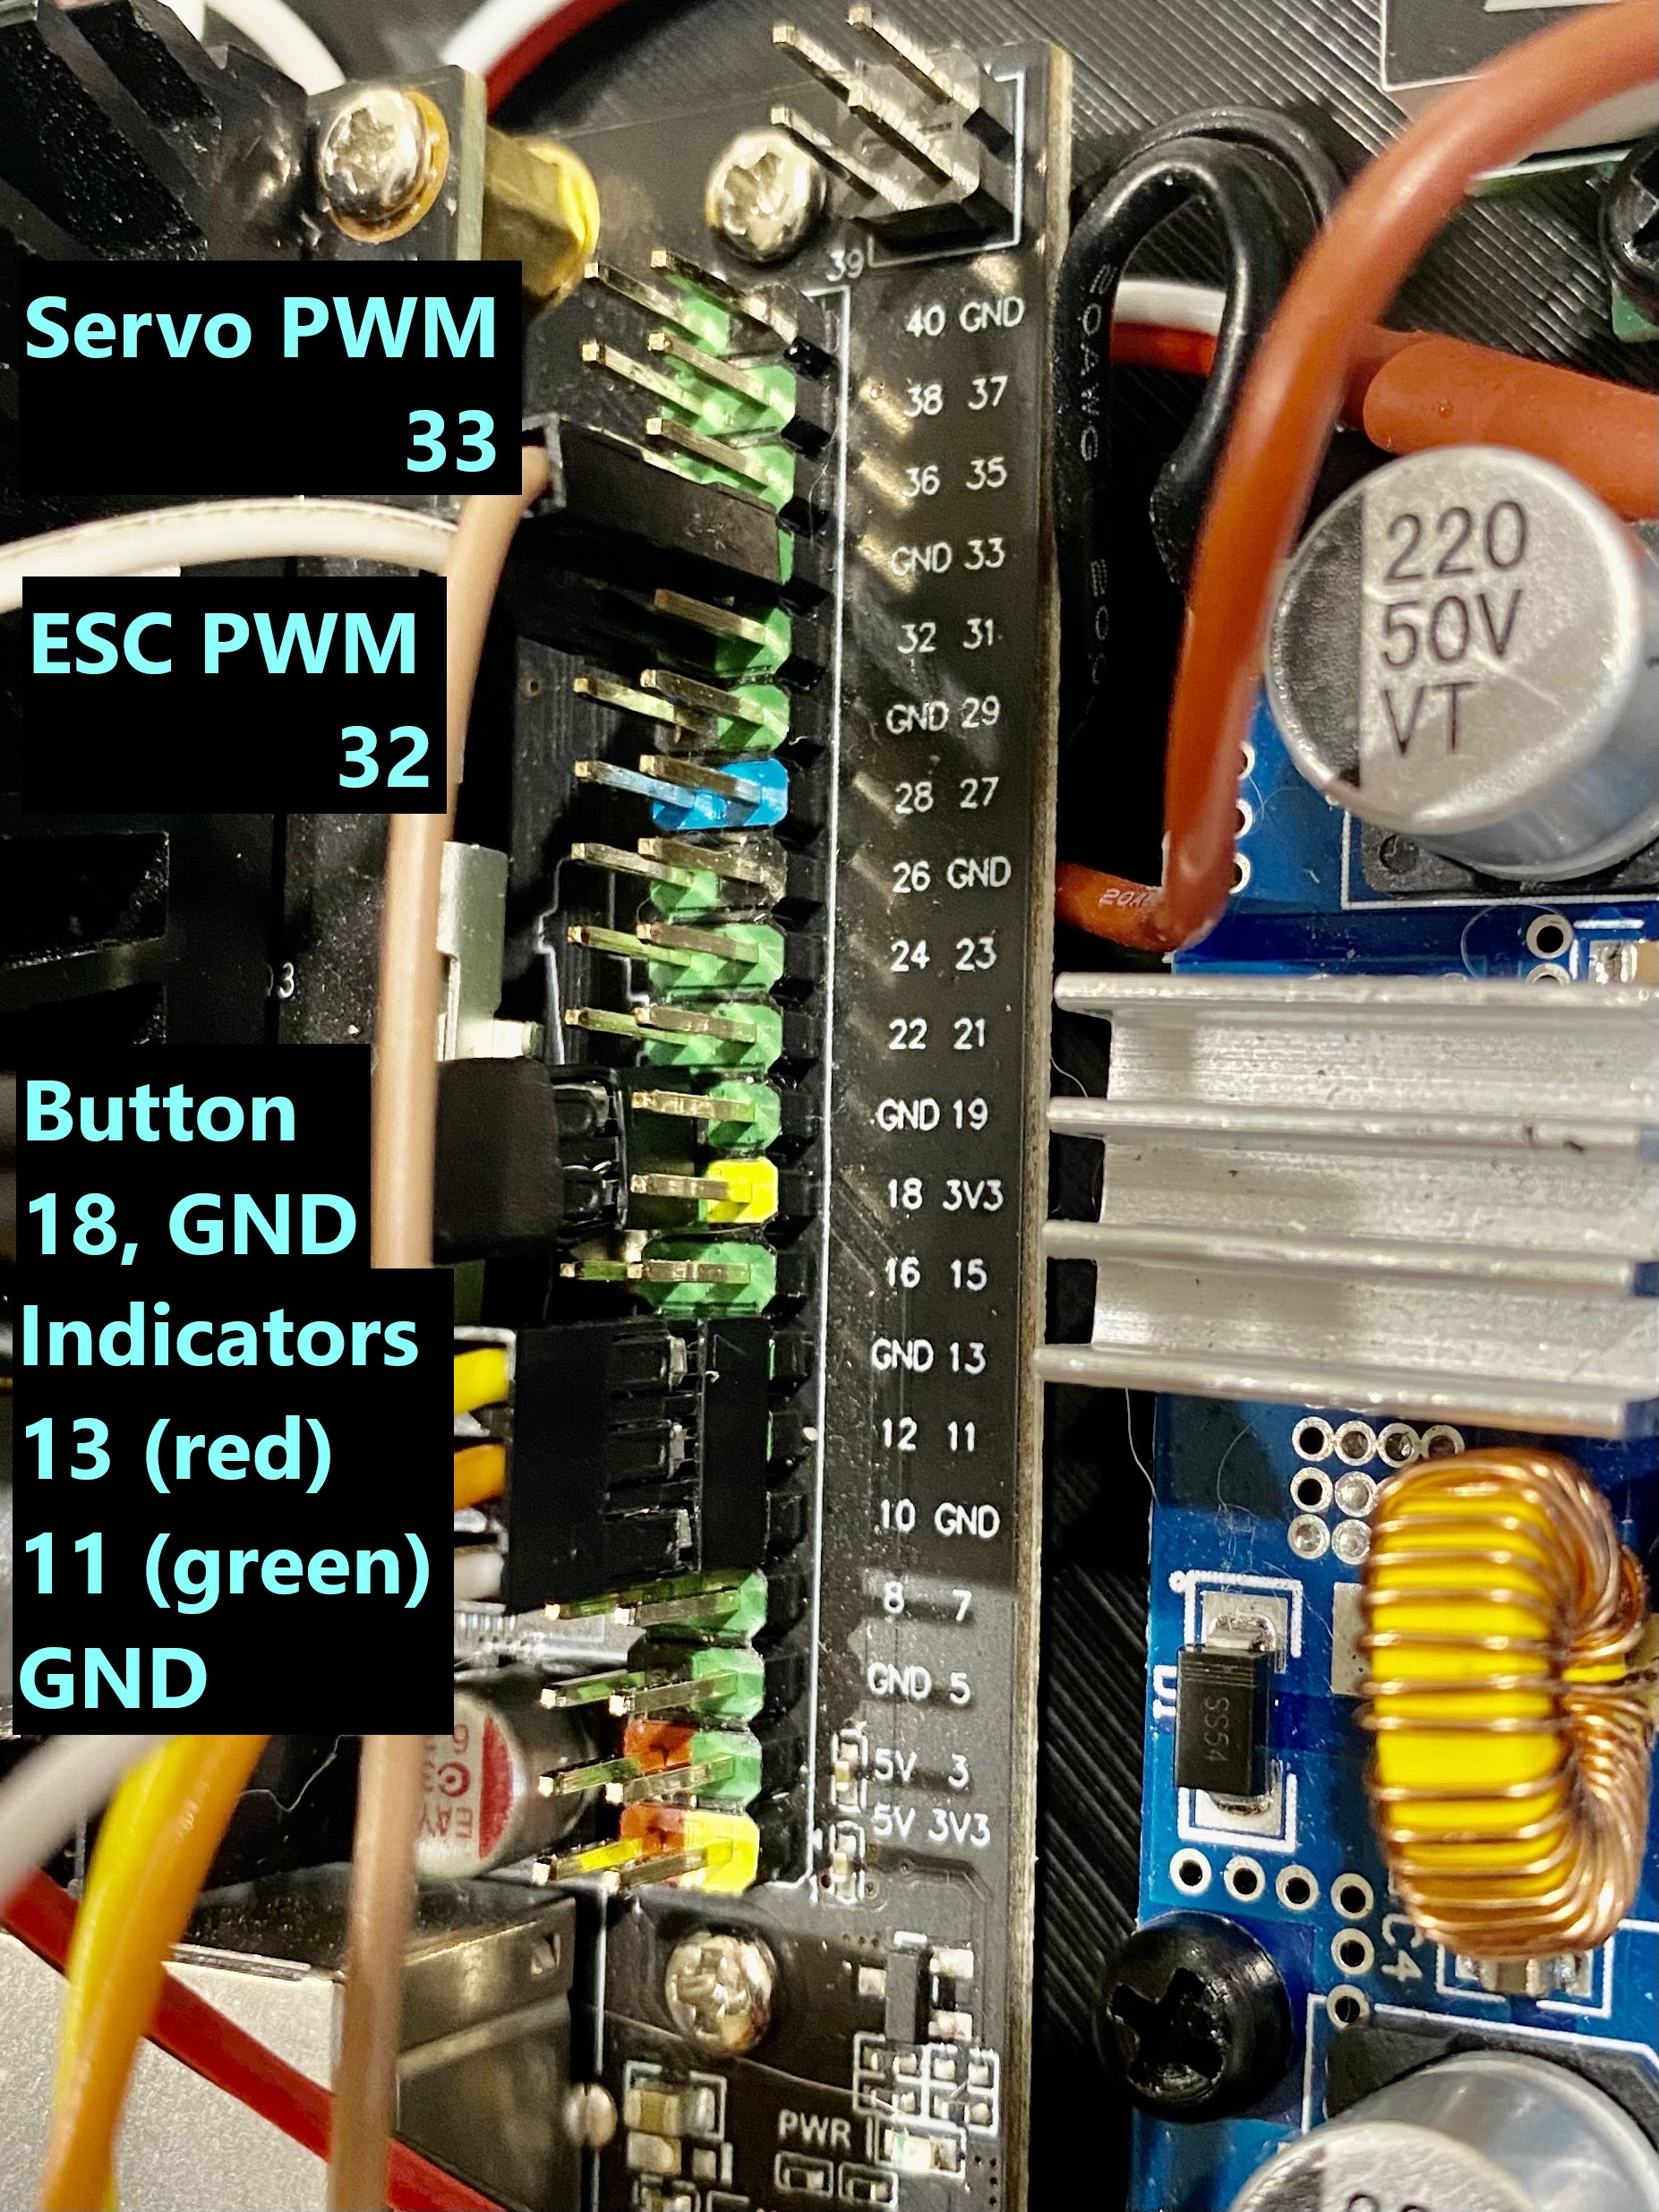 Servo PWM
33
ESC PWM
32
Button
18, GND
Indicators
13 (red)
11 (green)
GND
39
40 GND
38 37
36 35
GND 33
32 31
GND 29
28 27
26 GND
24 23
22 21
GND 19
18 3V3
16 15
GND 13
12 11
10 GND
8 7
GND 5
5V 3
5V 3V3
PWR
220
50V
VT
SS54
C4
20AWG